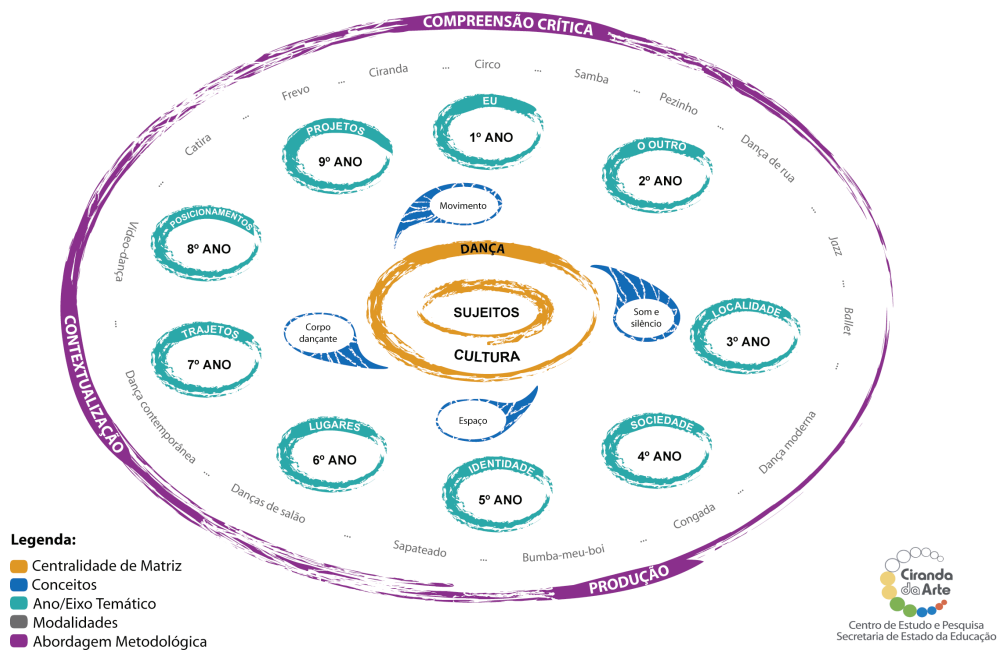 COMPREENSÃO CRÍTICA
Circo
...
...
Ciranda
Samba
...
...
Frevo
Pezinho
...
...
Catira
Dança de rua
...
...
Vídeo-dança
Jazz
...
Ballet
...
...
Dança contemporânea
Dança moderna
...
...
Danças de salão
Congada
...
...
Sapateado
...
Bumba-meu-boi
EU
1º ANO
O OUTRO
2º ANO
LOCALIDADE
3º ANO
SOCIEDADE
4º ANO
IDENTIDADE
5º ANO
LUGARES
6º ANO
TRAJETOS
7º ANO
POSICIONAMENTOS
8º ANO
PROJETOS
9º ANO
Movimento
Som e
silêncio
Espaço
Corpo
dançante
DANÇA
SUJEITOS
CULTURA
CONTEXTUALIZAÇÃO
PRODUÇÃO
Legenda:
Centralidade de Matriz
Conceitos
Ano/Eixo Temático
Modalidades
Abordagem Metodológica
Ciranda
da Arte
Centro de Estudo e Pesquisa
Secretaria de Estado da Educação